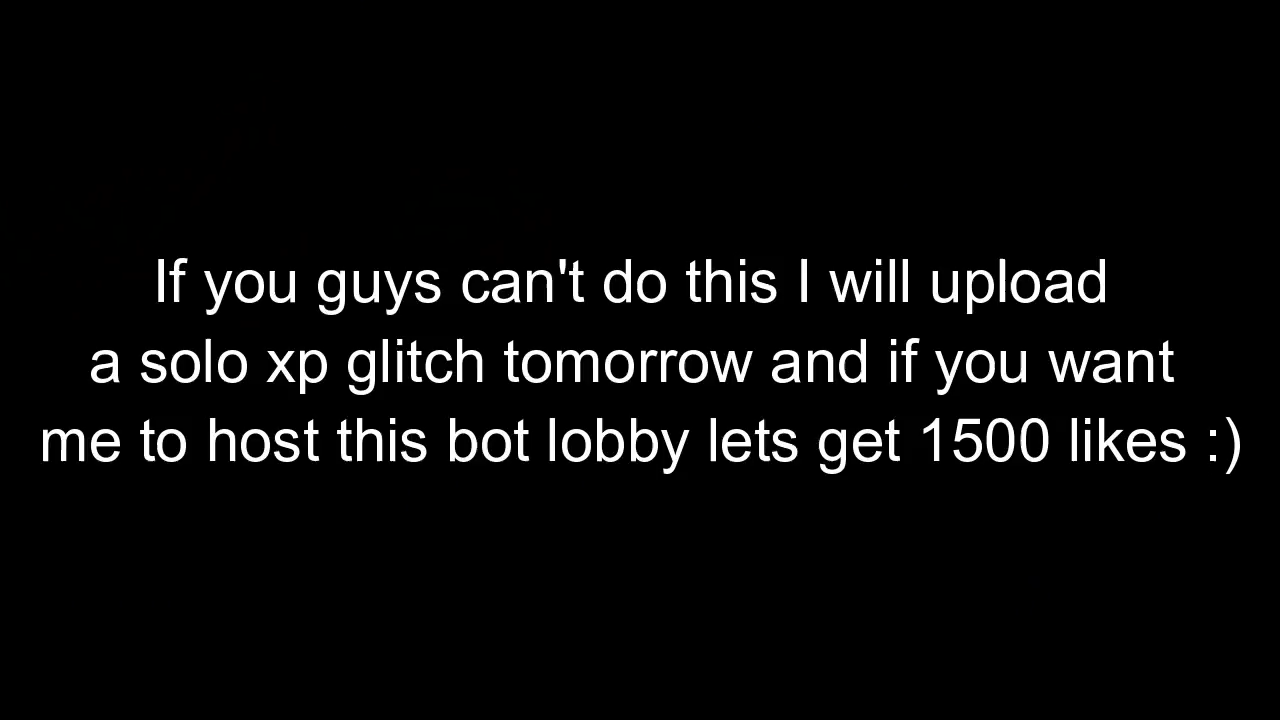 If you guys can't do this I will upload
a solo xp glitch tomorrow and if you want
me to host this bot lobby lets get 1500 likes :)